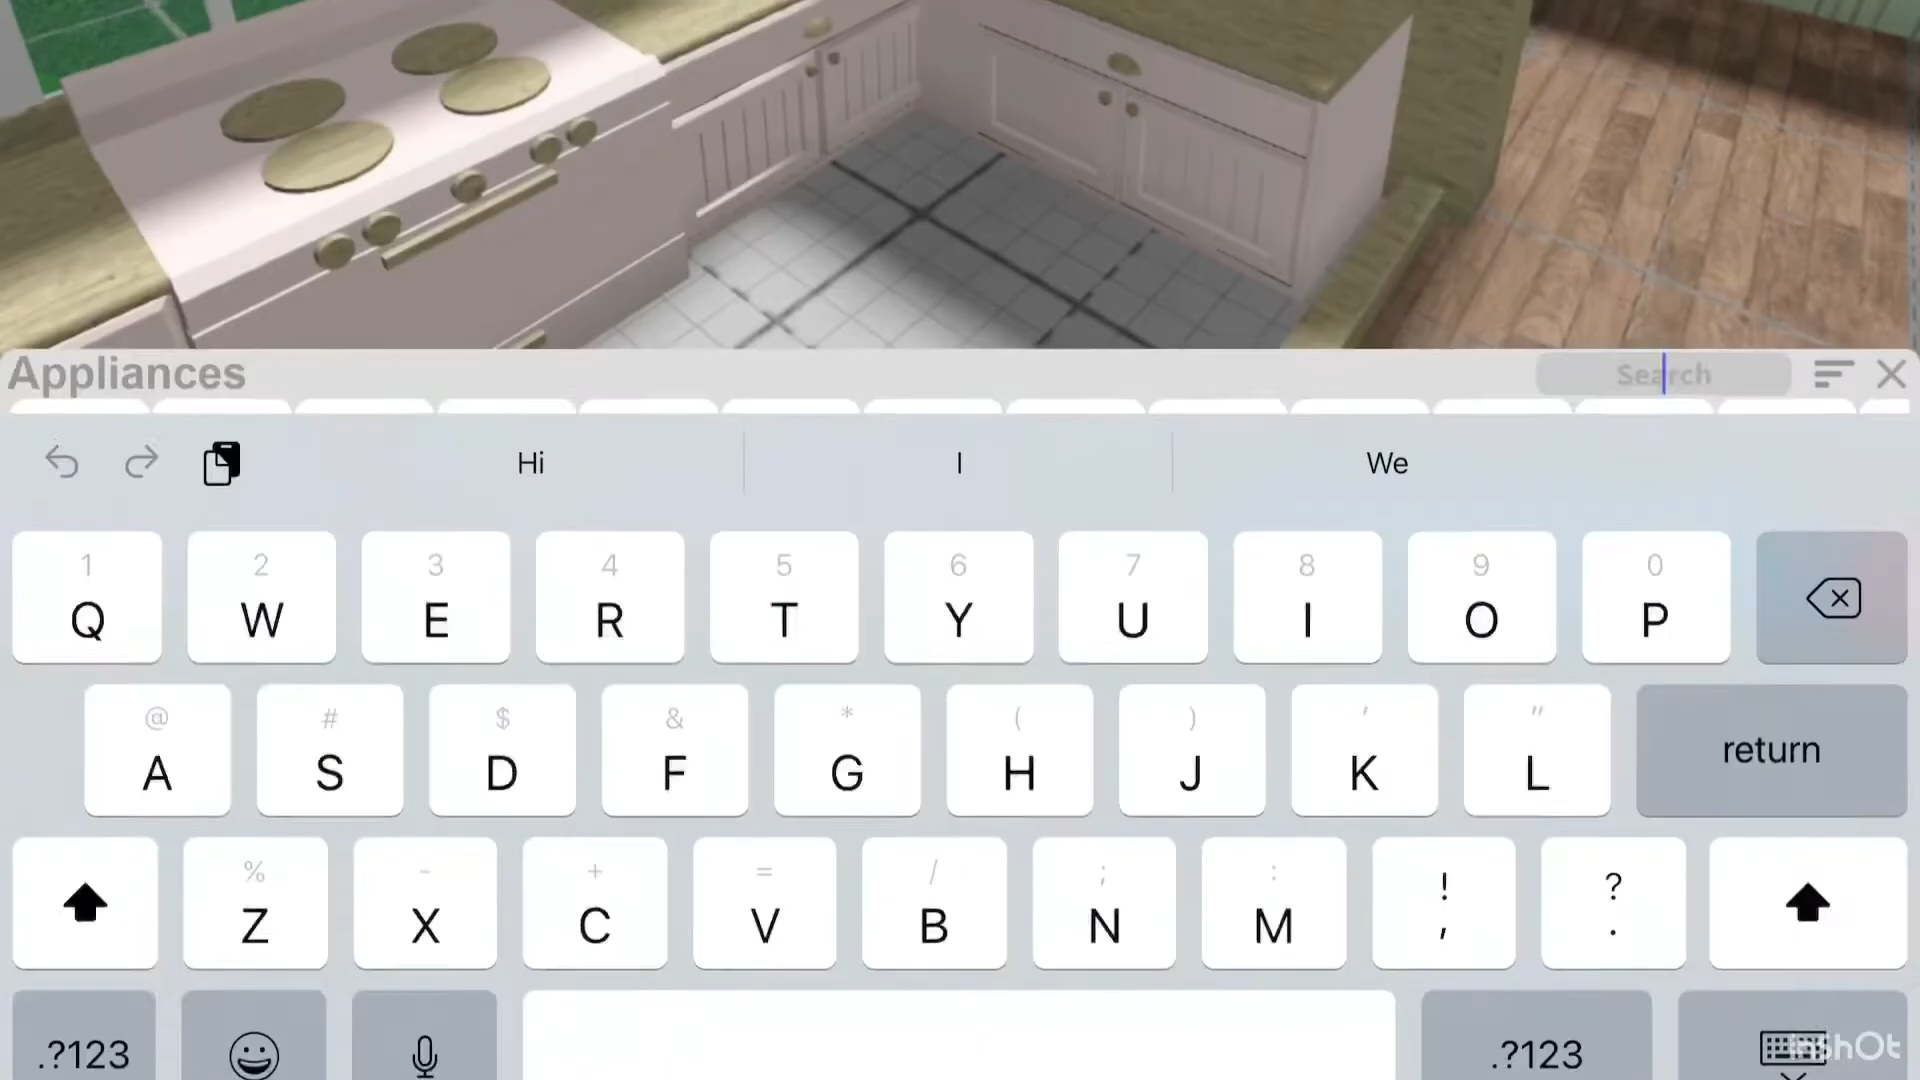 Appliances Search
Hi I We
1 2 3 4 5 6 7 8 9 0
Q W E R T Y U I O P
@ # $ & * ( ) ' "
A S D F G H J K L return
% - + = / ; : ! ?
Z X C V B N M , .
.?123 .?123 InShOt